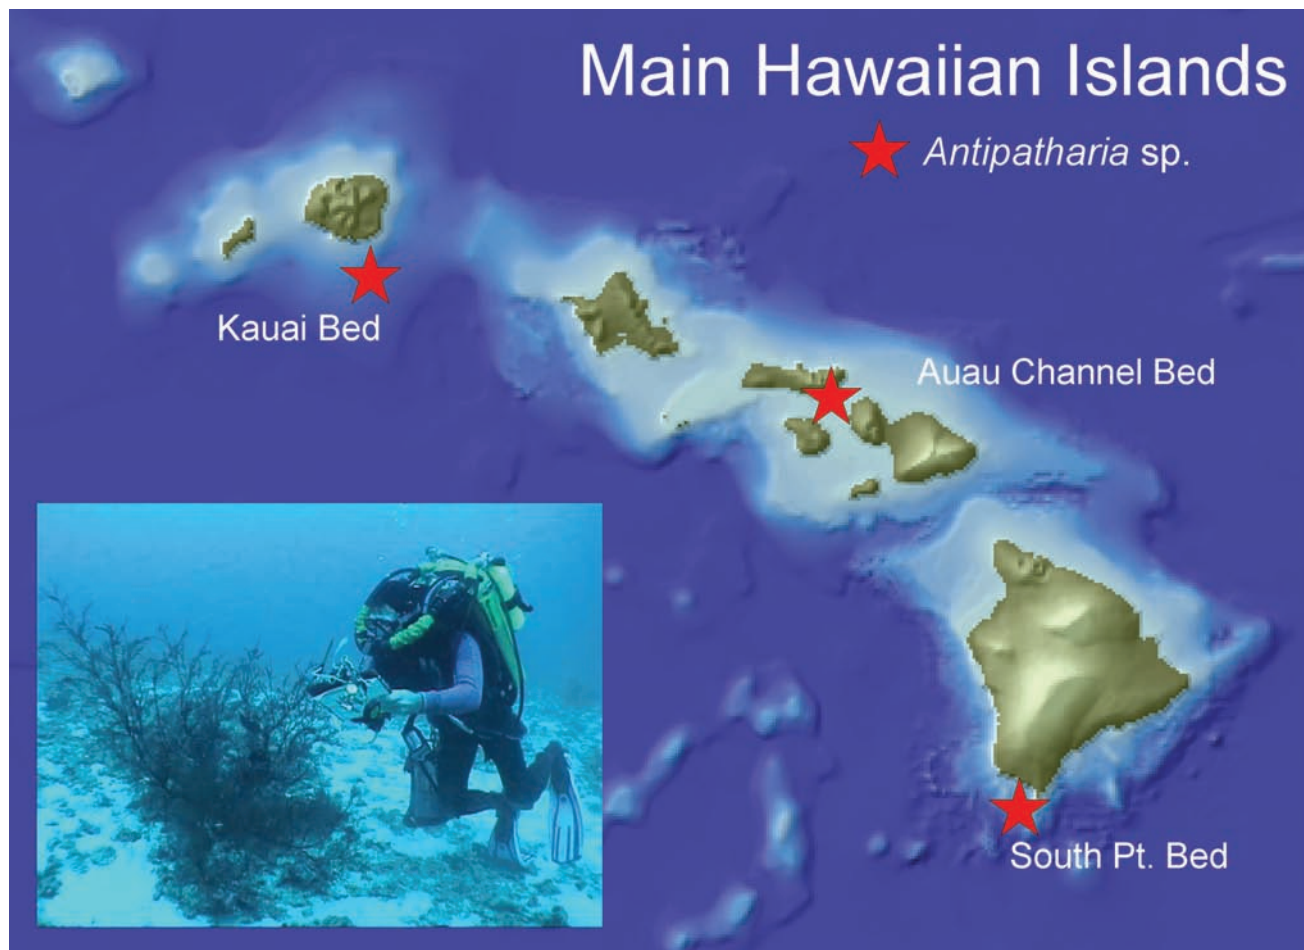 Main Hawaiian Islands
Antipatharia sp.
Kauai Bed
Auau Channel Bed
South Pt. Bed